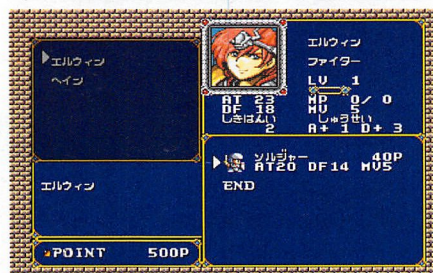 エルウィン
ヘイン
エルウィン
ファイター
LV 1
AT 23 MP 0/ 0
DF 18 MV 5
しきはんい しゅうせい
2 A+ 1 D+ 3
ソルジャー 40P
AT20 DF14 MV5
END
エルウィン
POINT 500P